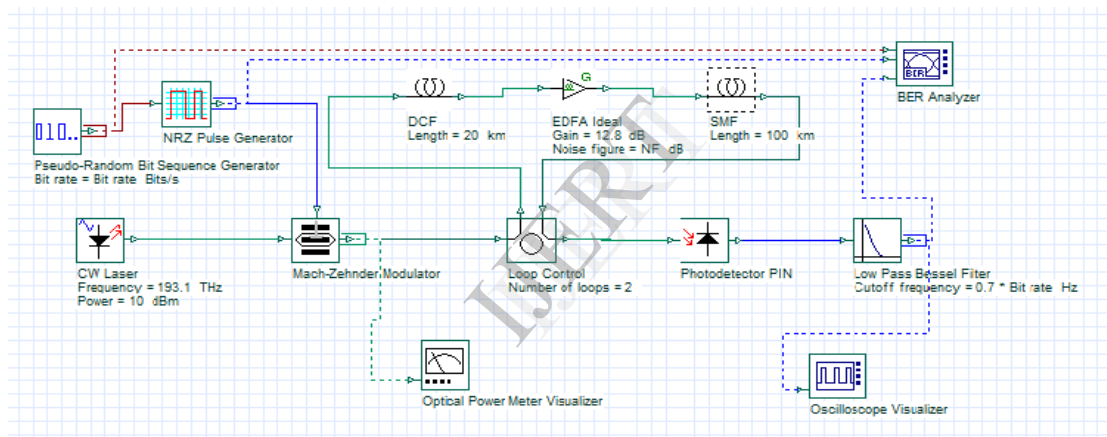 BER
BER Analyzer
G
DCF
Length = 20 km
EDFA Ideal
Gain = 12.8 dB
Noise figure = NF dB
SMF
Length = 100 km
010..
NRZ Pulse Generator
Pseudo-Random Bit Sequence Generator
Bit rate = Bit rate Bits/s
CW Laser
Frequency = 193.1 THz
Power = 10 dBm
Mach-Zehnder Modulator
Loop Control
Number of loops = 2
Photodetector PIN
Low Pass Bessel Filter
Cutoff frequency = 0.7 * Bit rate Hz
IJERT
Optical Power Meter Visualizer
Oscilloscope Visualizer